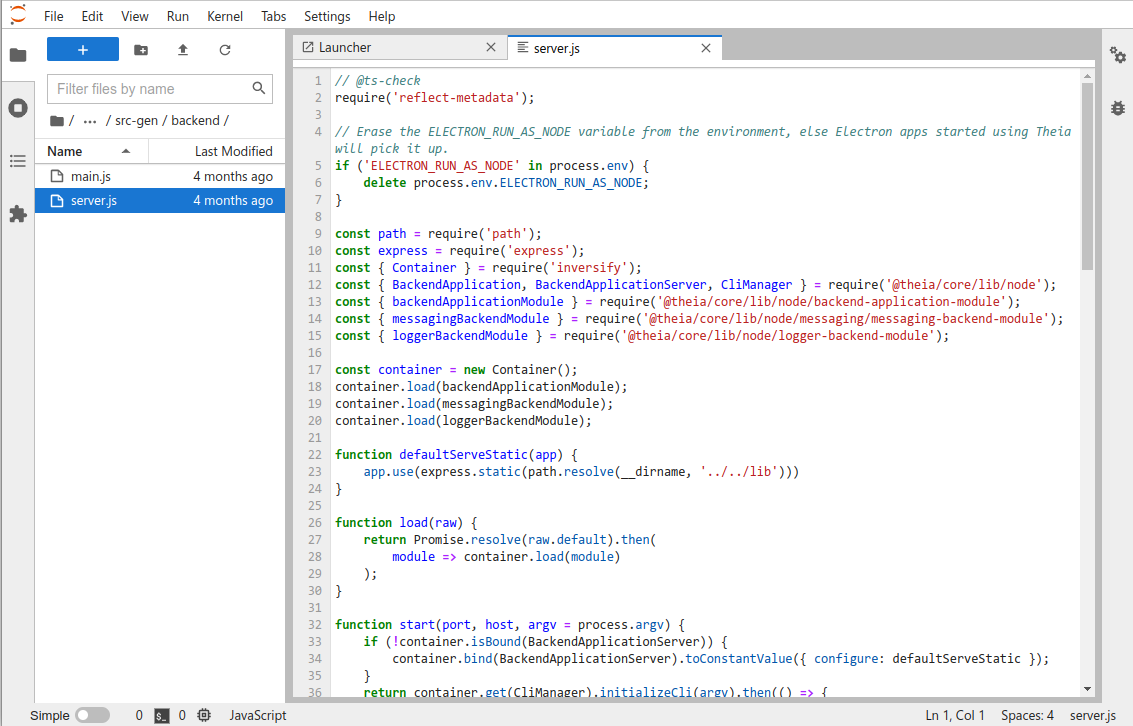 File Edit View Run Kernel Tabs Settings Help
+
Filter files by name
/ ... / src-gen / backend /
Name Last Modified
main.js 4 months ago
server.js 4 months ago
Launcher
server.js
1 // @ts-check
2 require('reflect-metadata');
3
4 // Erase the ELECTRON_RUN_AS_NODE variable from the environment, else Electron apps started using Theia
will pick it up.
5 if ('ELECTRON_RUN_AS_NODE' in process.env) {
6     delete process.env.ELECTRON_RUN_AS_NODE;
7 }
8
9 const path = require('path');
10 const express = require('express');
11 const { Container } = require('inversify');
12 const { BackendApplication, BackendApplicationServer, CliManager } = require('@theia/core/lib/node');
13 const { backendApplicationModule } = require('@theia/core/lib/node/backend-application-module');
14 const { messagingBackendModule } = require('@theia/core/lib/node/messaging/messaging-backend-module');
15 const { loggerBackendModule } = require('@theia/core/lib/node/logger-backend-module');
16
17 const container = new Container();
18 container.load(backendApplicationModule);
19 container.load(messagingBackendModule);
20 container.load(loggerBackendModule);
21
22 function defaultServeStatic(app) {
23     app.use(express.static(path.resolve(__dirname, '../../lib')))
24 }
25
26 function load(raw) {
27     return Promise.resolve(raw.default).then(
28         module => container.load(module)
29     );
30 }
31
32 function start(port, host, argv = process.argv) {
33     if (!container.isBound(BackendApplicationServer)) {
34         container.bind(BackendApplicationServer).toConstantValue({ configure: defaultServeStatic });
35     }
36     return container.get(CliManager).initializeCli(argv).then(() => {
Simple 0 $_ 0 JavaScript Ln 1, Col 1 Spaces: 4 server.js